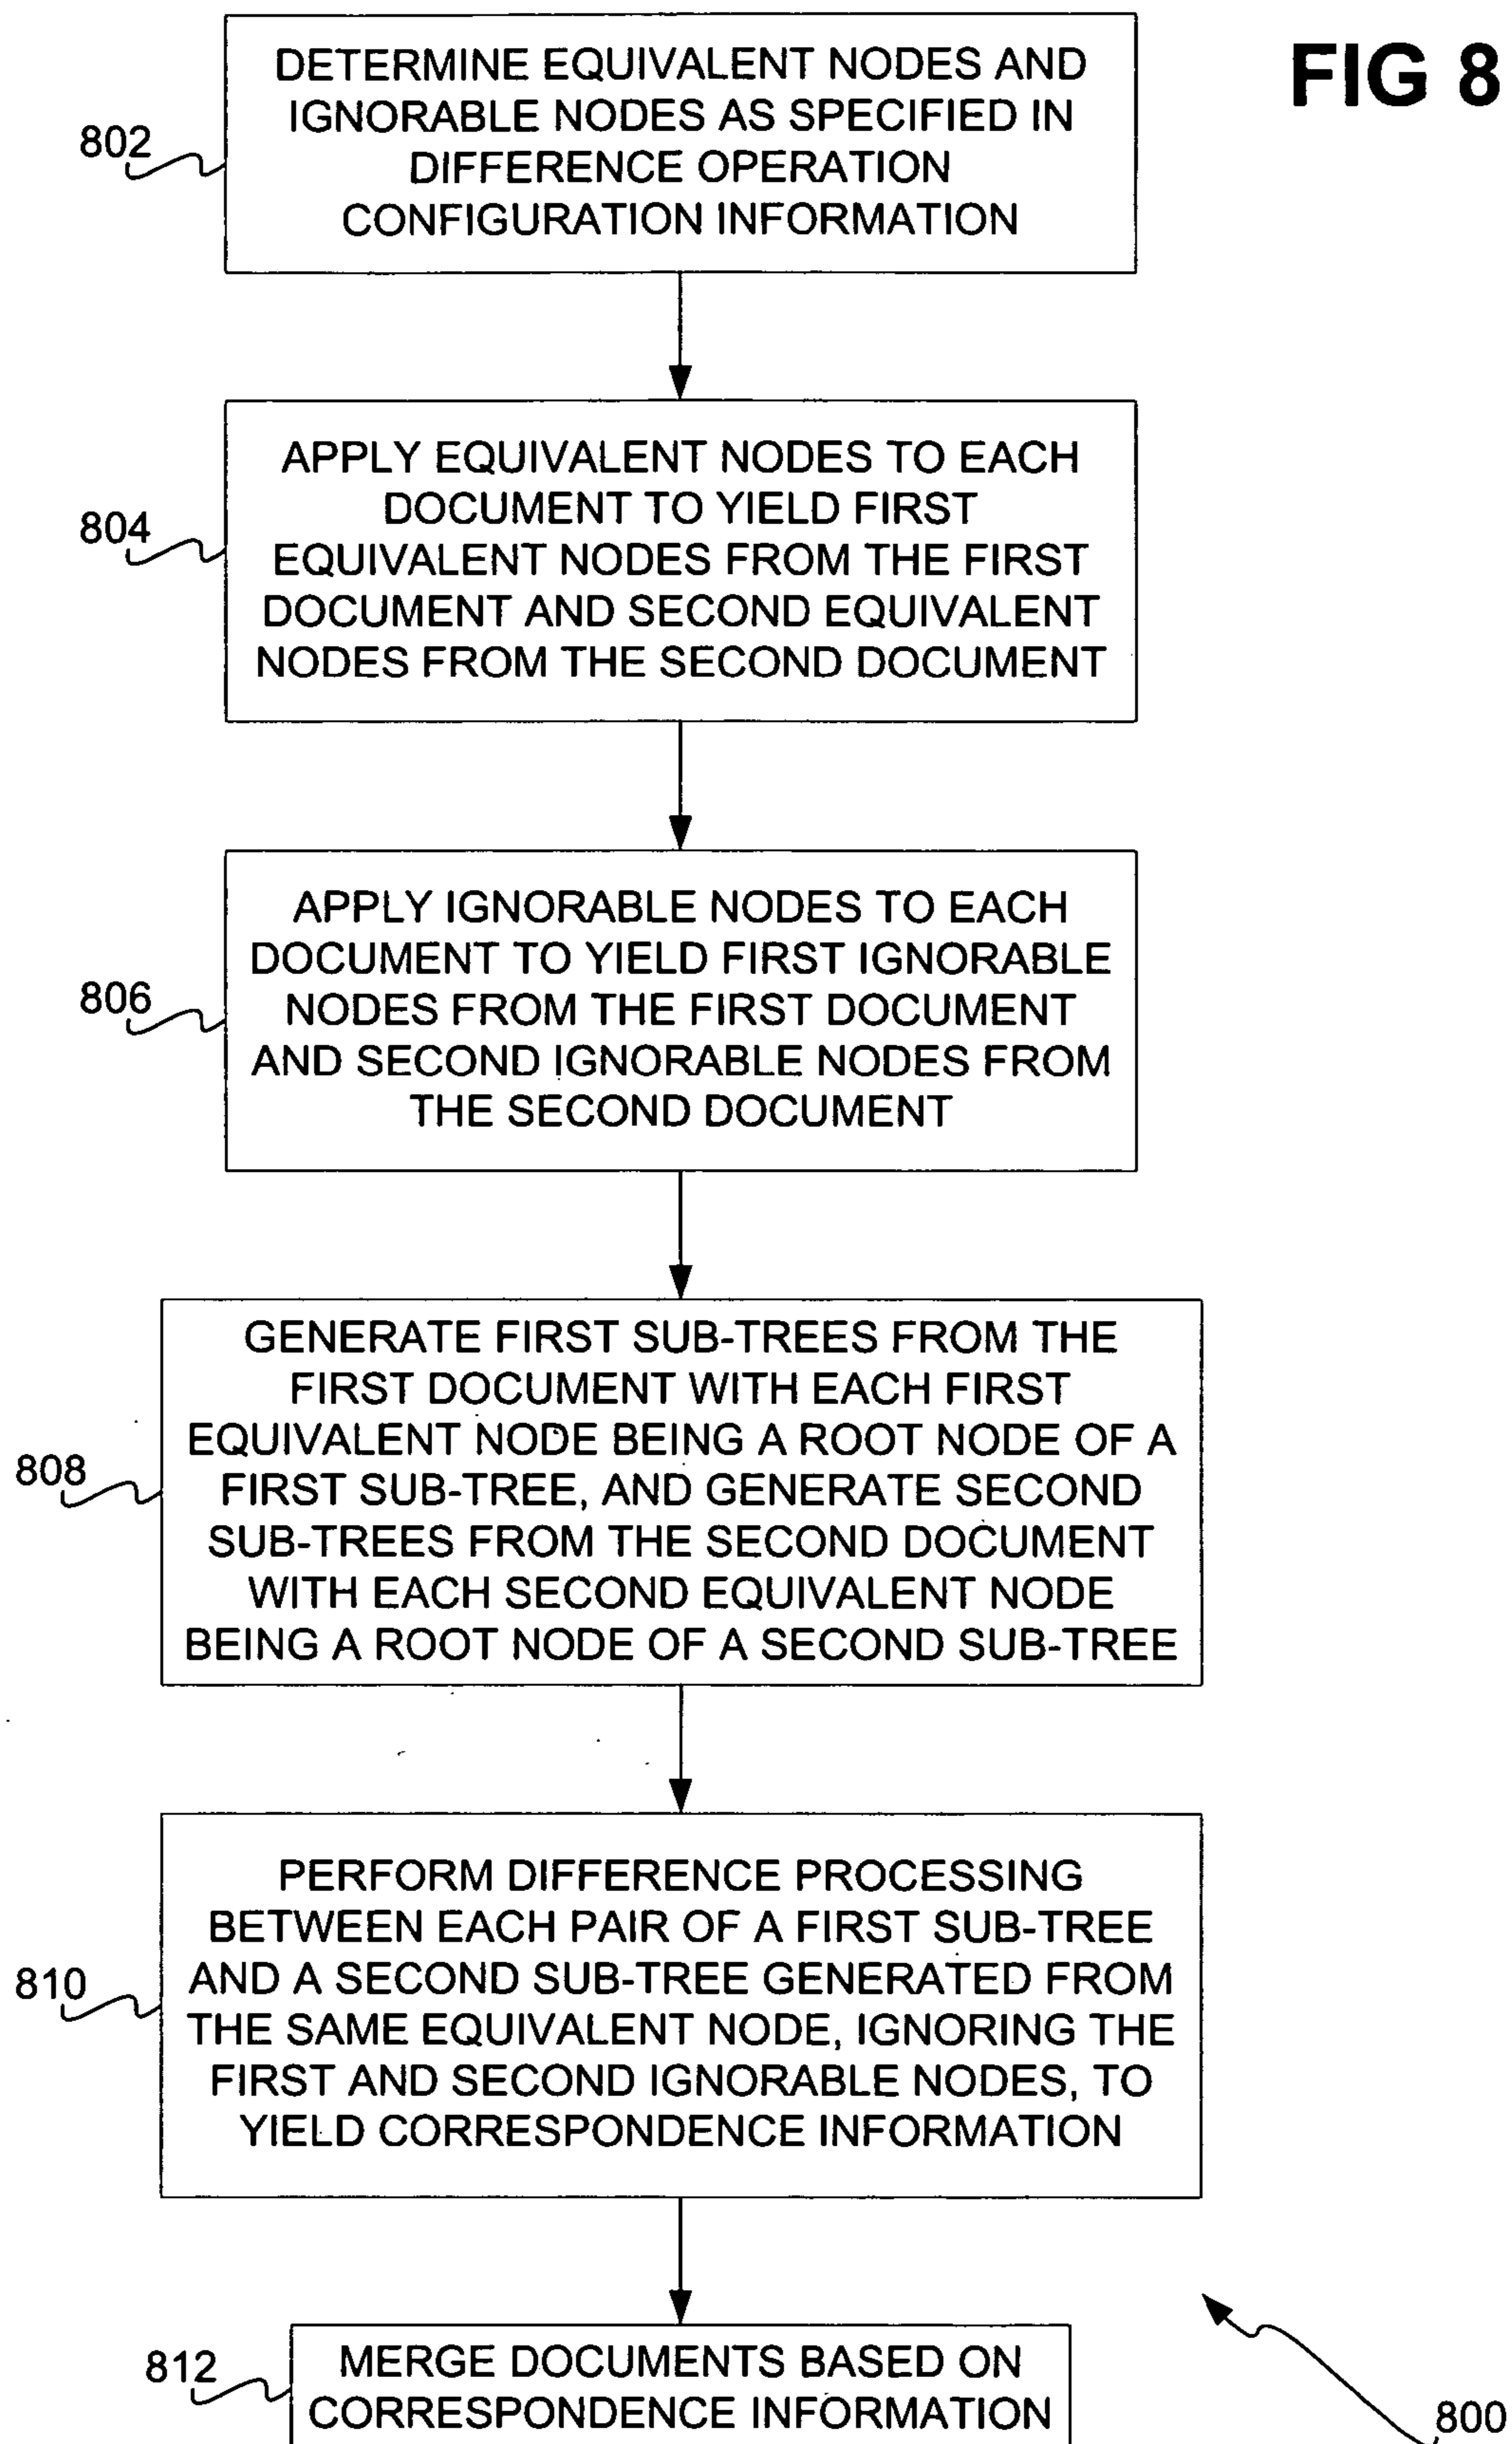 FIG 8
802
DETERMINE EQUIVALENT NODES AND
IGNORABLE NODES AS SPECIFIED IN
DIFFERENCE OPERATION
CONFIGURATION INFORMATION
804
APPLY EQUIVALENT NODES TO EACH
DOCUMENT TO YIELD FIRST
EQUIVALENT NODES FROM THE FIRST
DOCUMENT AND SECOND EQUIVALENT
NODES FROM THE SECOND DOCUMENT
806
APPLY IGNORABLE NODES TO EACH
DOCUMENT TO YIELD FIRST IGNORABLE
NODES FROM THE FIRST DOCUMENT
AND SECOND IGNORABLE NODES FROM
THE SECOND DOCUMENT
808
GENERATE FIRST SUB-TREES FROM THE
FIRST DOCUMENT WITH EACH FIRST
EQUIVALENT NODE BEING A ROOT NODE OF A
FIRST SUB-TREE, AND GENERATE SECOND
SUB-TREES FROM THE SECOND DOCUMENT
WITH EACH SECOND EQUIVALENT NODE
BEING A ROOT NODE OF A SECOND SUB-TREE
810
PERFORM DIFFERENCE PROCESSING
BETWEEN EACH PAIR OF A FIRST SUB-TREE
AND A SECOND SUB-TREE GENERATED FROM
THE SAME EQUIVALENT NODE, IGNORING THE
FIRST AND SECOND IGNORABLE NODES, TO
YIELD CORRESPONDENCE INFORMATION
812
MERGE DOCUMENTS BASED ON
CORRESPONDENCE INFORMATION
800